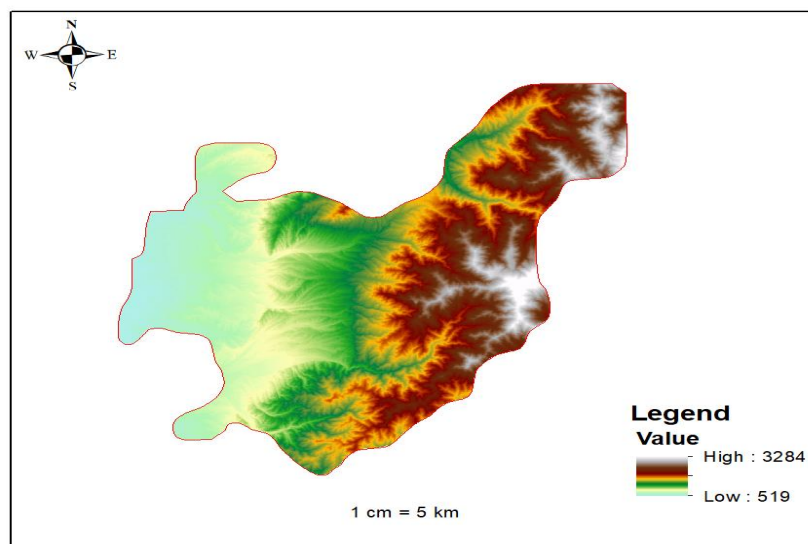 N
W E
S
Legend
Value
High : 3284
Low : 519
1 cm = 5 km